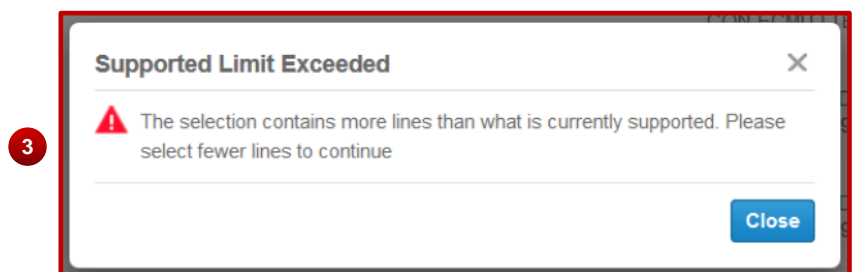 Supported Limit Exceeded
The selection contains more lines than what is currently supported. Please
select fewer lines to continue
3
Close